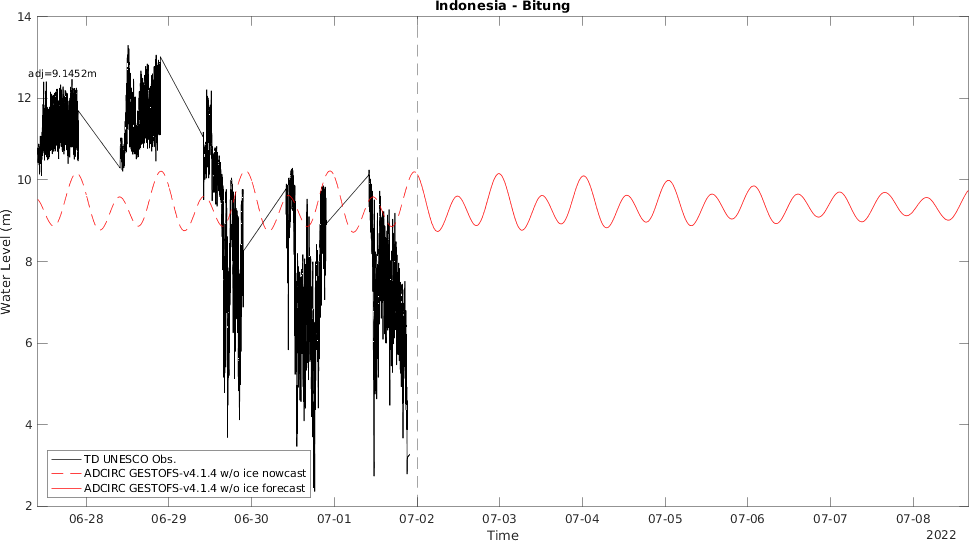 Indonesia - Bitung
adj=9.1452m
Water Level (m)
14
12
10
8
6
4
2
TD UNESCO Obs.
ADCIRC GESTOFS-v4.1.4 w/o ice nowcast
ADCIRC GESTOFS-v4.1.4 w/o ice forecast
06-28 06-29 06-30 07-01 07-02 07-03 07-04 07-05 07-06 07-07 07-08
Time
2022